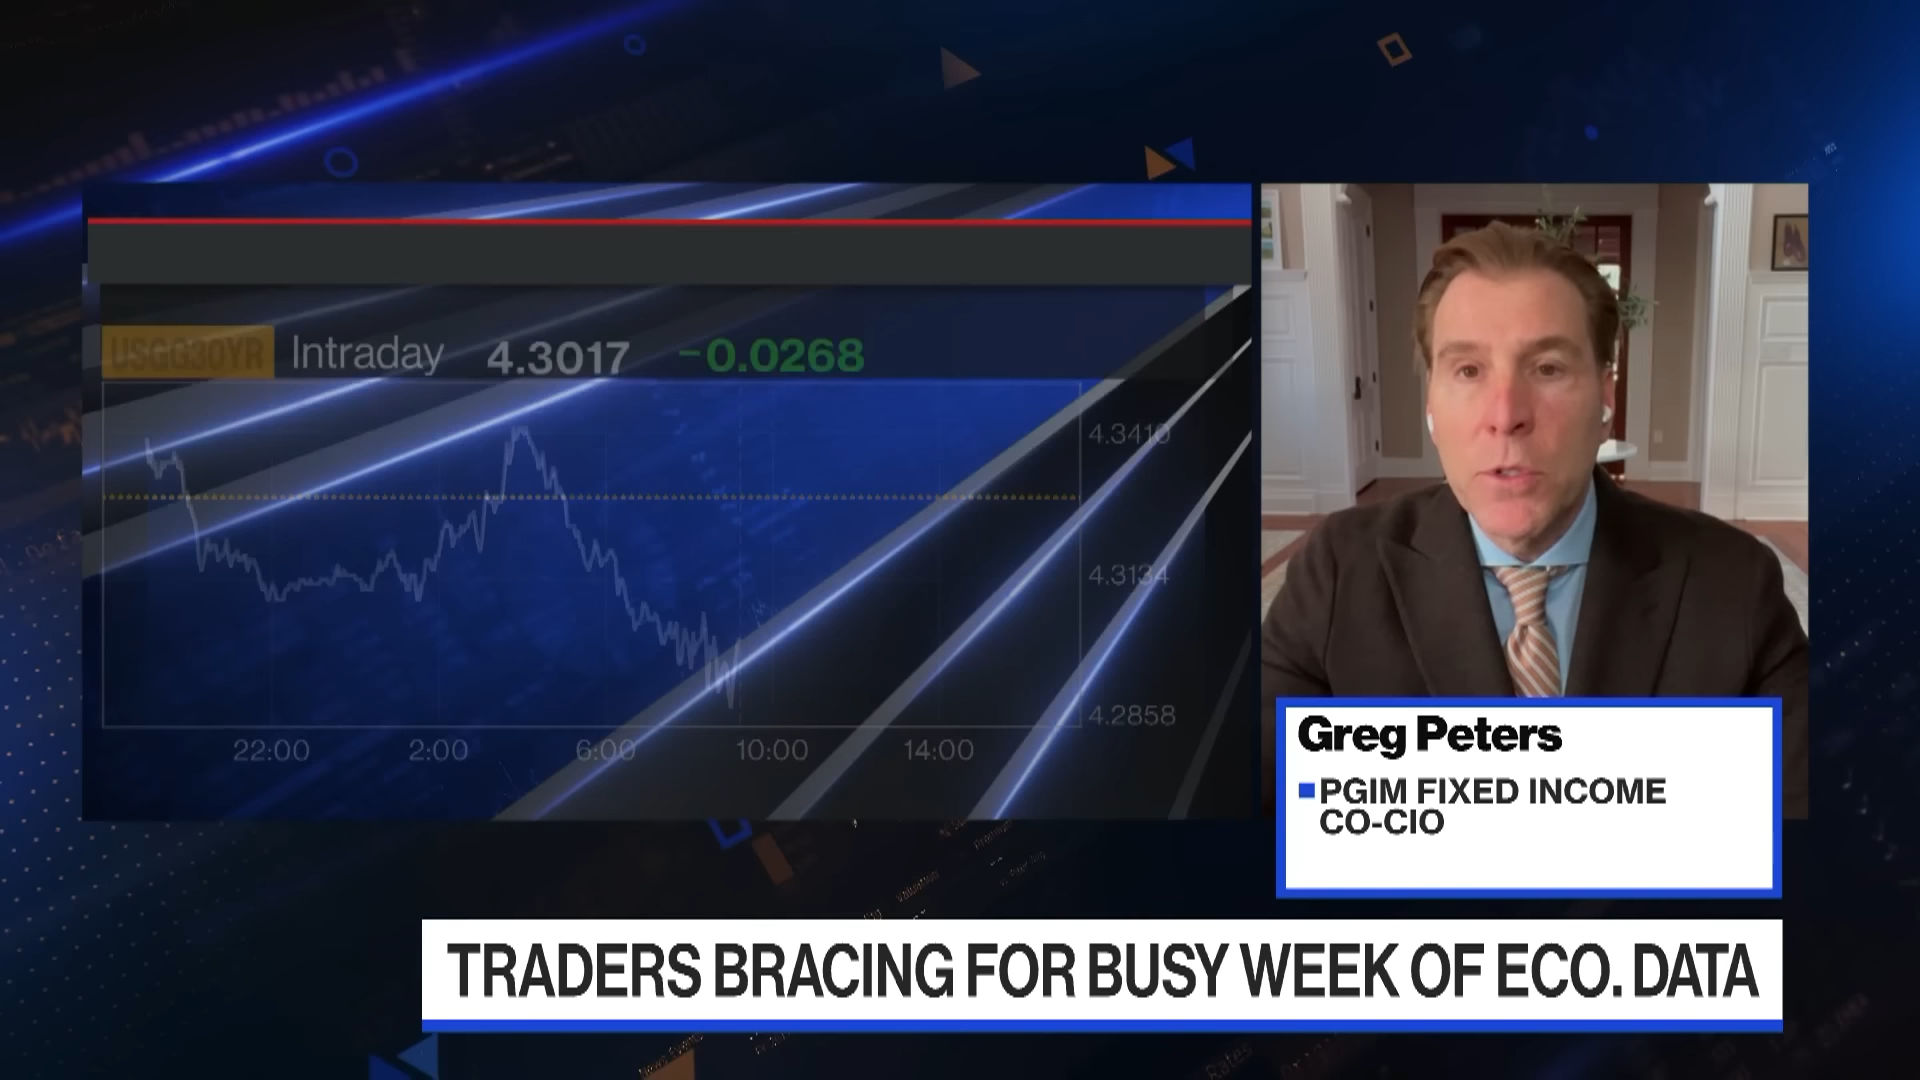 USGG30YR Intraday 4.3017 -0.0268
4.3410
4.3134
4.2858
22:00 2:00 6:00 10:00 14:00
Greg Peters
PGIM FIXED INCOME
CO-CIO
TRADERS BRACING FOR BUSY WEEK OF ECO. DATA